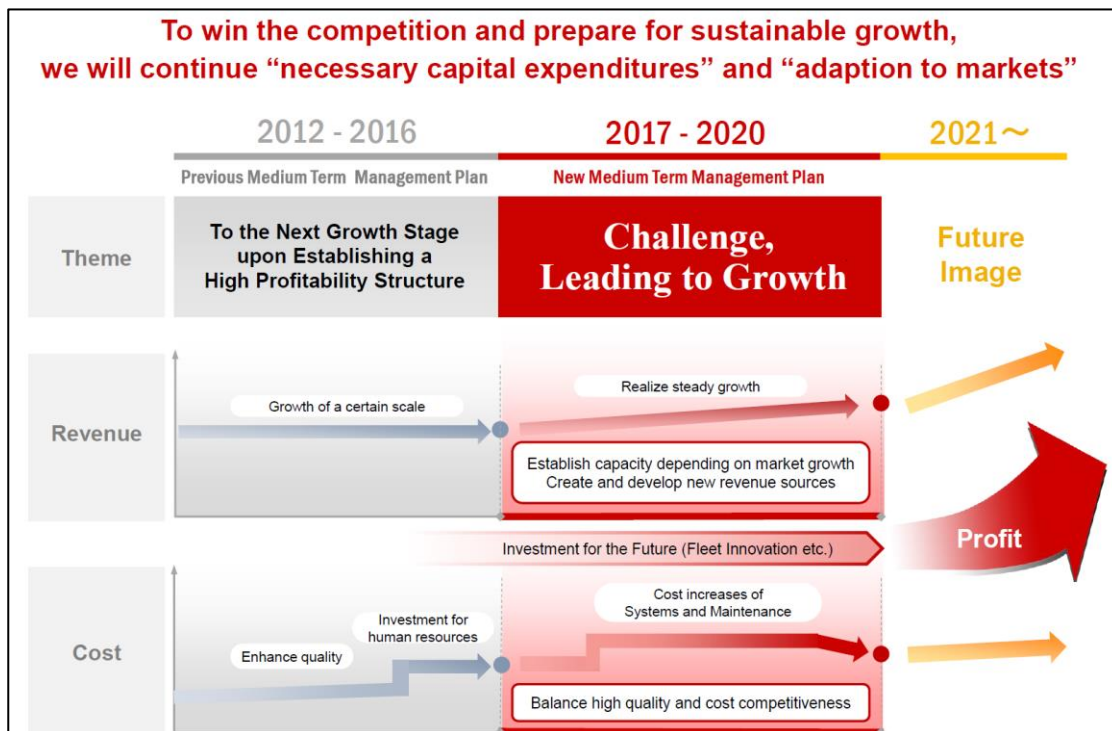 To win the competition and prepare for sustainable growth,
we will continue “necessary capital expenditures” and “adaption to markets”
2012 - 2016
2017 - 2020
2021～
Previous Medium Term Management Plan
New Medium Term Management Plan
Theme
To the Next Growth Stage
upon Establishing a
High Profitability Structure
Challenge,
Leading to Growth
Future
Image
Revenue
Growth of a certain scale
Realize steady growth
Establish capacity depending on market growth
Create and develop new revenue sources
Investment for the Future (Fleet Innovation etc.)
Profit
Cost
Enhance quality
Investment for
human resources
Cost increases of
Systems and Maintenance
Balance high quality and cost competitiveness